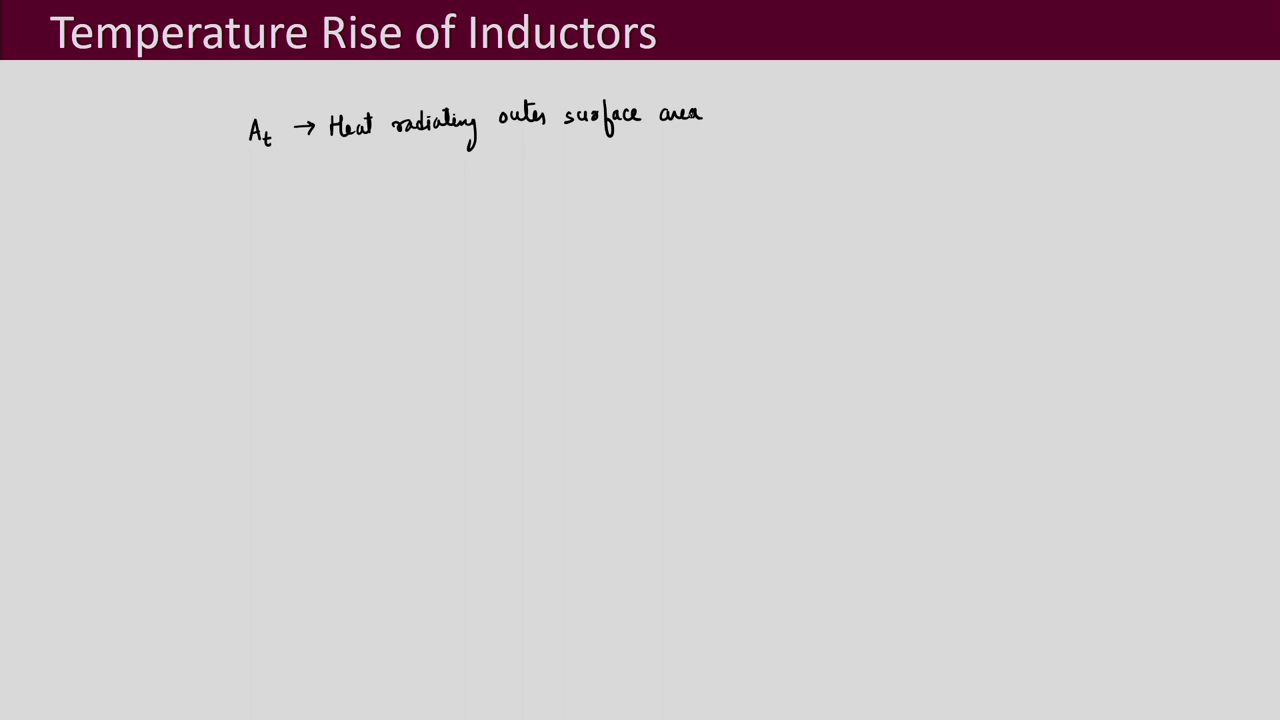 Temperature Rise of Inductors
At → Heat radiating outer surface area